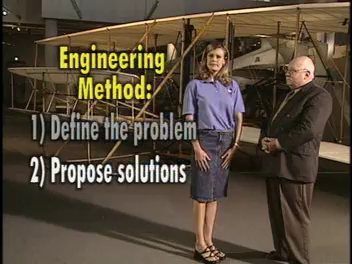 Engineering
Method:
1) Define the problem
2) Propose solutions